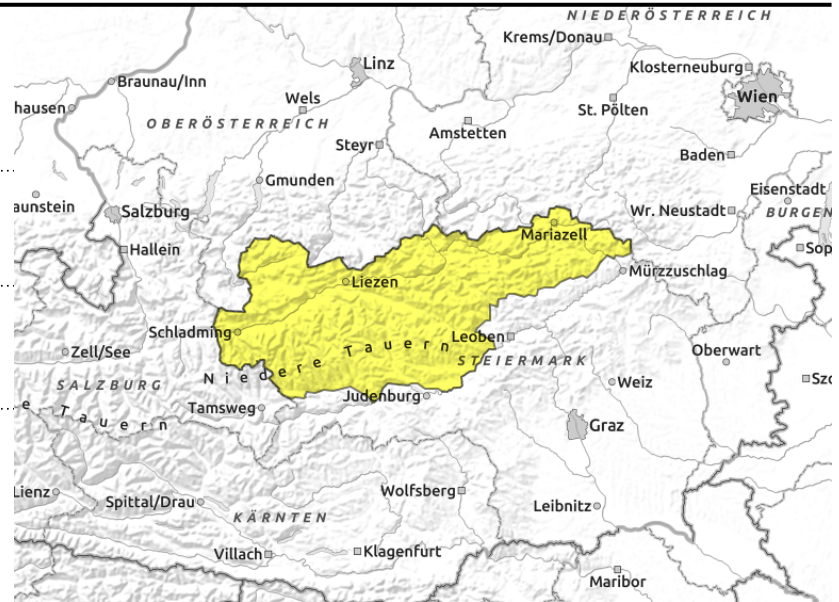 NIEDERÖSTERREICH
Krems/Donau
Linz
Klosterneuburg
Braunau/Inn
Wien
Wels
hausen
St. Pölten
OBERÖSTERREICH
Amstetten
Steyr
Baden
Gmunden
Eisenstadt
aunstein
Salzburg
Wr. Neustadt
BURGEN
Mariazell
Hallein
Sop
Mürzzuschlag
Liezen
Schladming
Leoben
Zell/See
Niedere Tauern
STEIERMARK
Oberwart
SALZBURG
Weiz
Szo
Judenburg
Tamsweg
e Tauern
Graz
Lienz
Spittal/Drau
Wolfsberg
Leibnitz
KÄRNTEN
Villach
Klagenfurt
Maribor